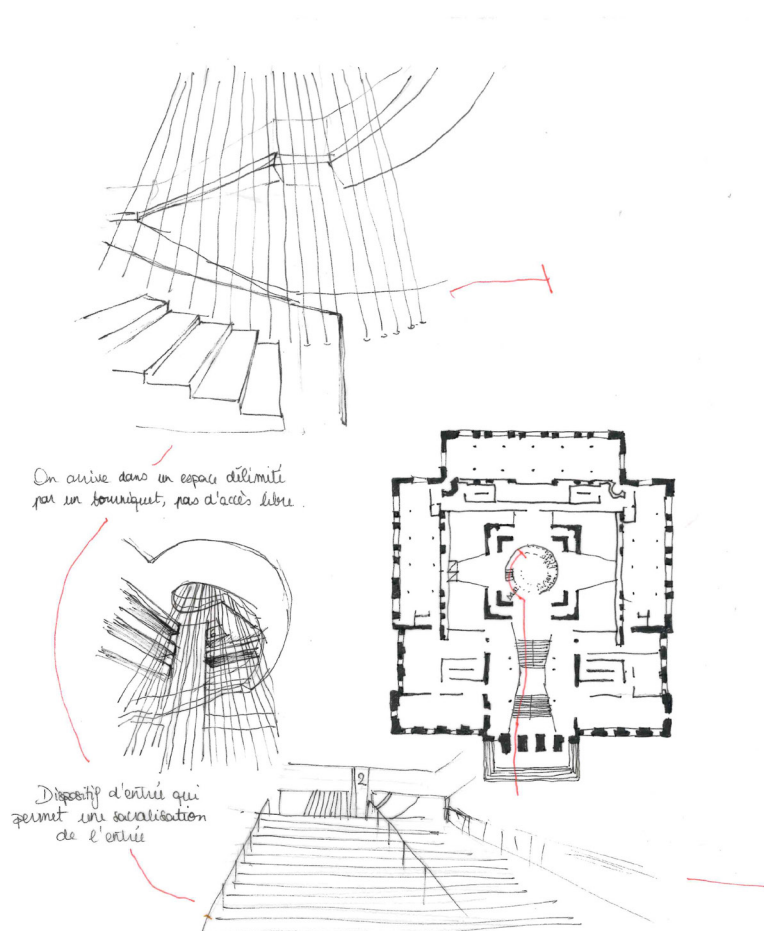 On arrive dans un espace délimité
par un tourniquet, pas d'accès libre.
2
Dispositif d'entrée qui
permet une sacralisation
de l'entrée